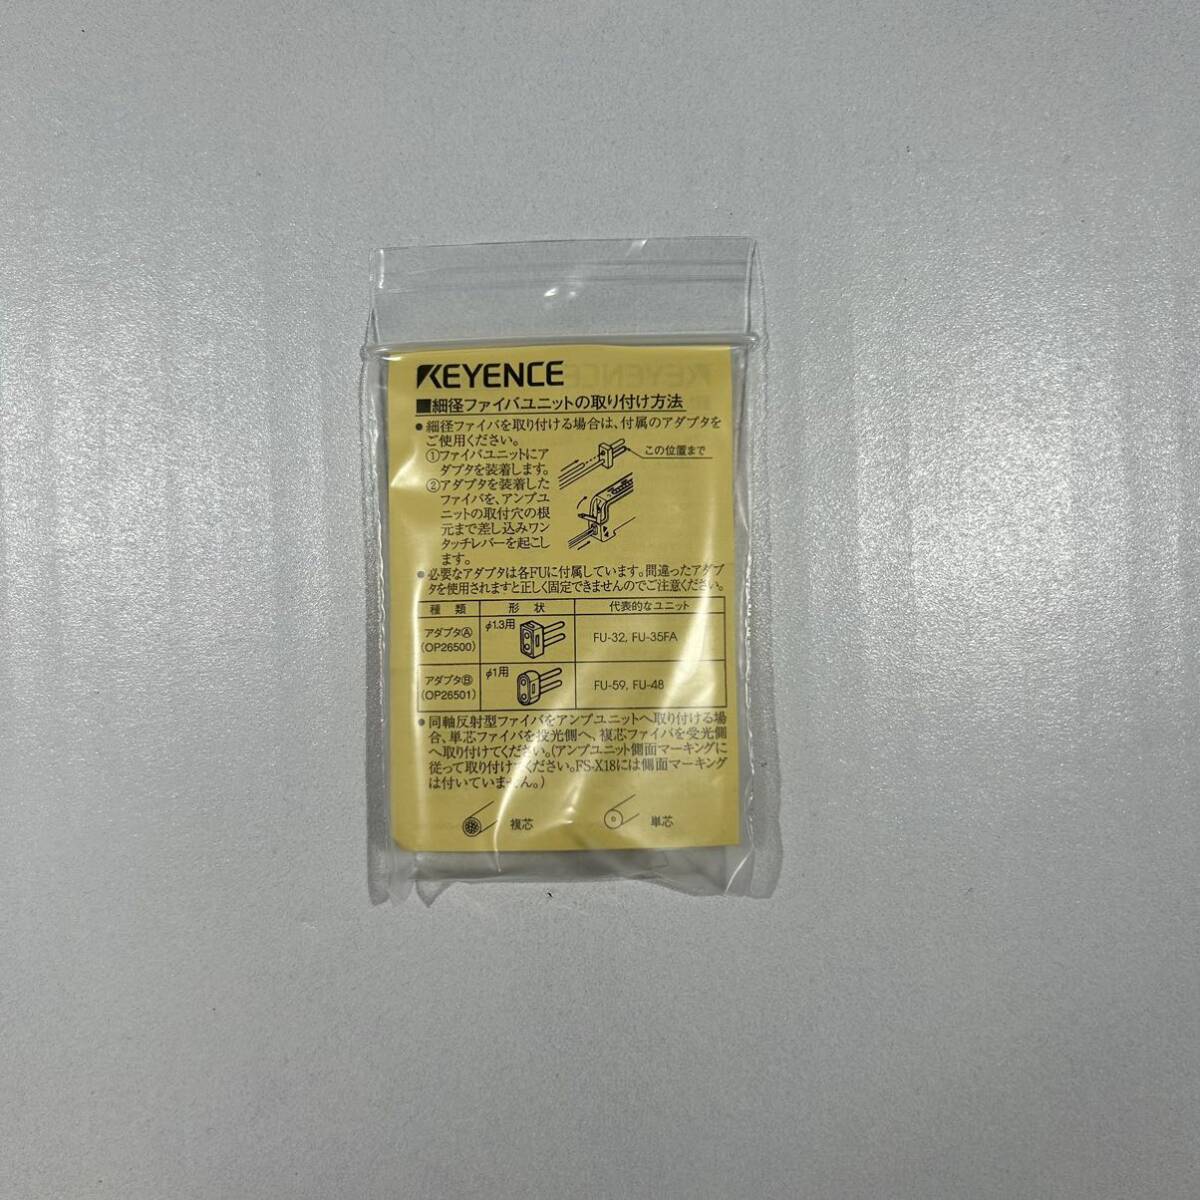 KEYENCE
■細径ファイバユニットの取り付け方法
●細径ファイバを取り付ける場合は、付属のアダプタを
ご使用ください。
①ファイバユニットにア
ダプタを装着します。
この位置まで
②アダプタを装着した
ファイバを、アンプユ
ニットの取付穴の根
元まで差し込みワン
タッチレバーを起こし
ます。
●必要なアダプタは各FUに付属しています。間違ったアダプ
タを使用されますと正しく固定できませんのでご注意ください。
種類 形状 代表的なユニット
アダプタⒶ
(OP26500)
φ1.3用
FU-32, FU-35FA
アダプタⒷ
(OP26501)
φ1用
FU-59, FU-48
●同軸反射型ファイバをアンプユニットへ取り付ける場
合、単芯ファイバを投光側へ、複芯ファイバを受光側
へ取り付けてください。(アンプユニット側面マーキングに
従って取り付けてください。FS-X18には側面マーキング
は付いていません。)
複芯 単芯